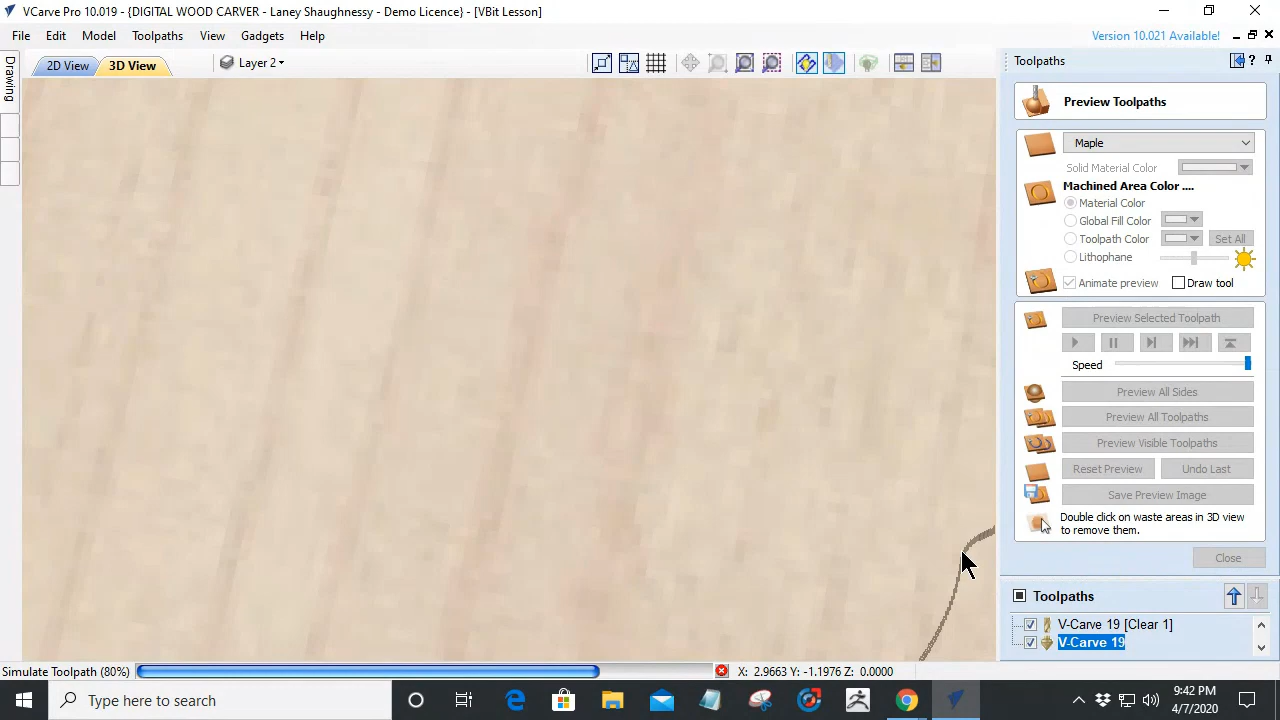 VCarve Pro 10.019 - {DIGITAL WOOD CARVER - Laney Shaughnessy - Demo Licence} - [VBit Lesson]
File Edit Model Toolpaths View Gadgets Help
Version 10.021 Available!
Drawing
2D View
3D View
Layer 2
Toolpaths
Preview Toolpaths
Maple
Solid Material Color
Machined Area Color ....
Material Color
Global Fill Color
Toolpath Color Set All
Lithophane
Animate preview Draw tool
Preview Selected Toolpath
Speed
Preview All Sides
Preview All Toolpaths
Preview Visible Toolpaths
Reset Preview Undo Last
Save Preview Image
Double click on waste areas in 3D view
to remove them.
Close
Toolpaths
V-Carve 19 [Clear 1]
V-Carve 19
Simulate Toolpath (80%)
X: 2.9663 Y: -1.1976 Z: 0.0000
Type here to search
9:42 PM
4/7/2020